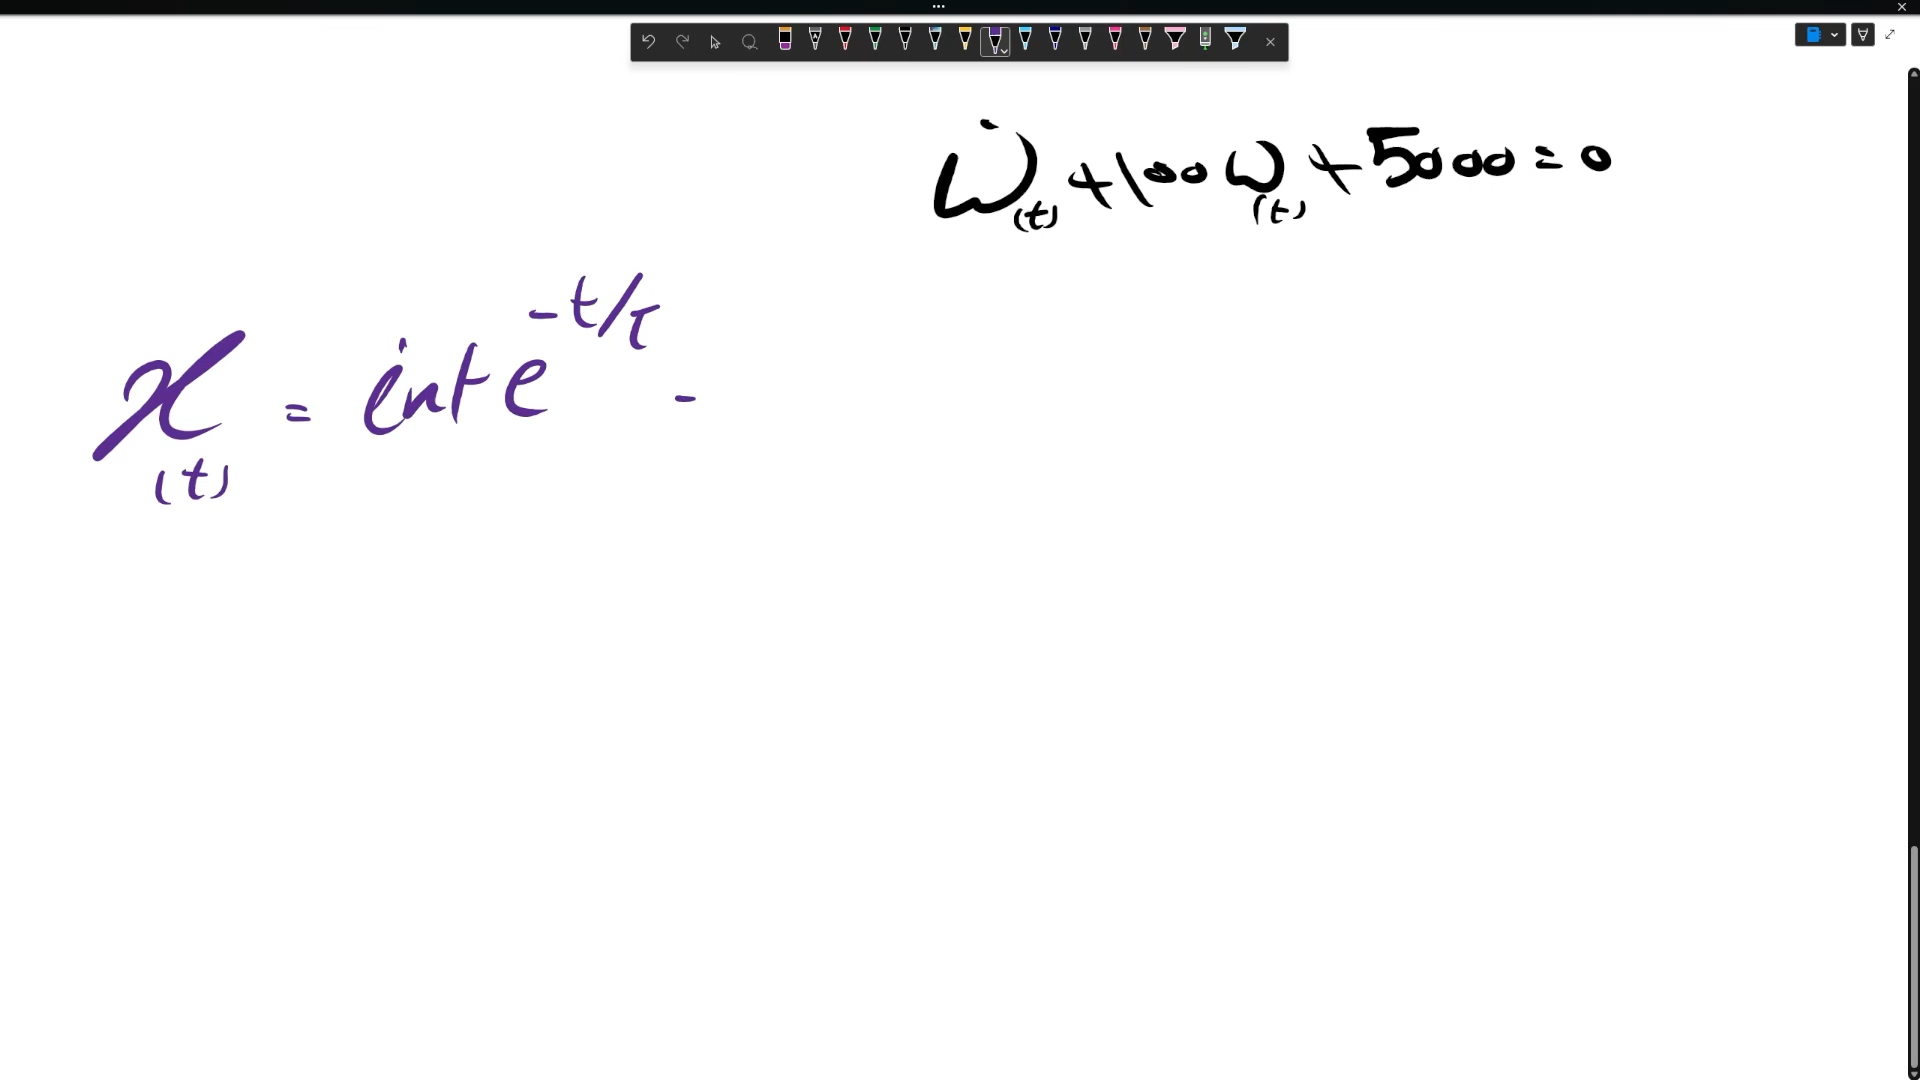 ω̇(t) + 100 ω(t) + 5000 = 0
x(t) = int e^(-t/τ) -